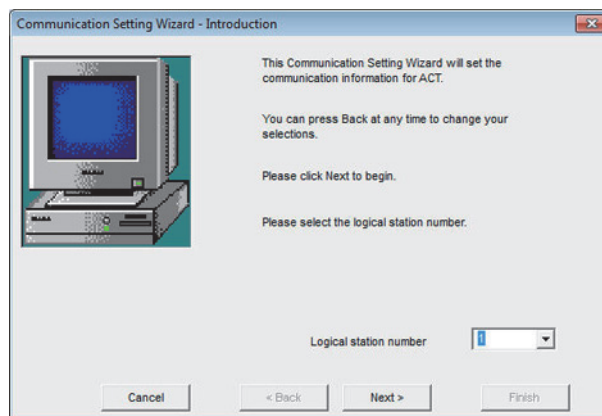 Communication Setting Wizard - Introduction
This Communication Setting Wizard will set the
communication information for ACT.
You can press Back at any time to change your
selections.
Please click Next to begin.
Please select the logical station number.
Logical station number 1
Cancel < Back Next > Finish